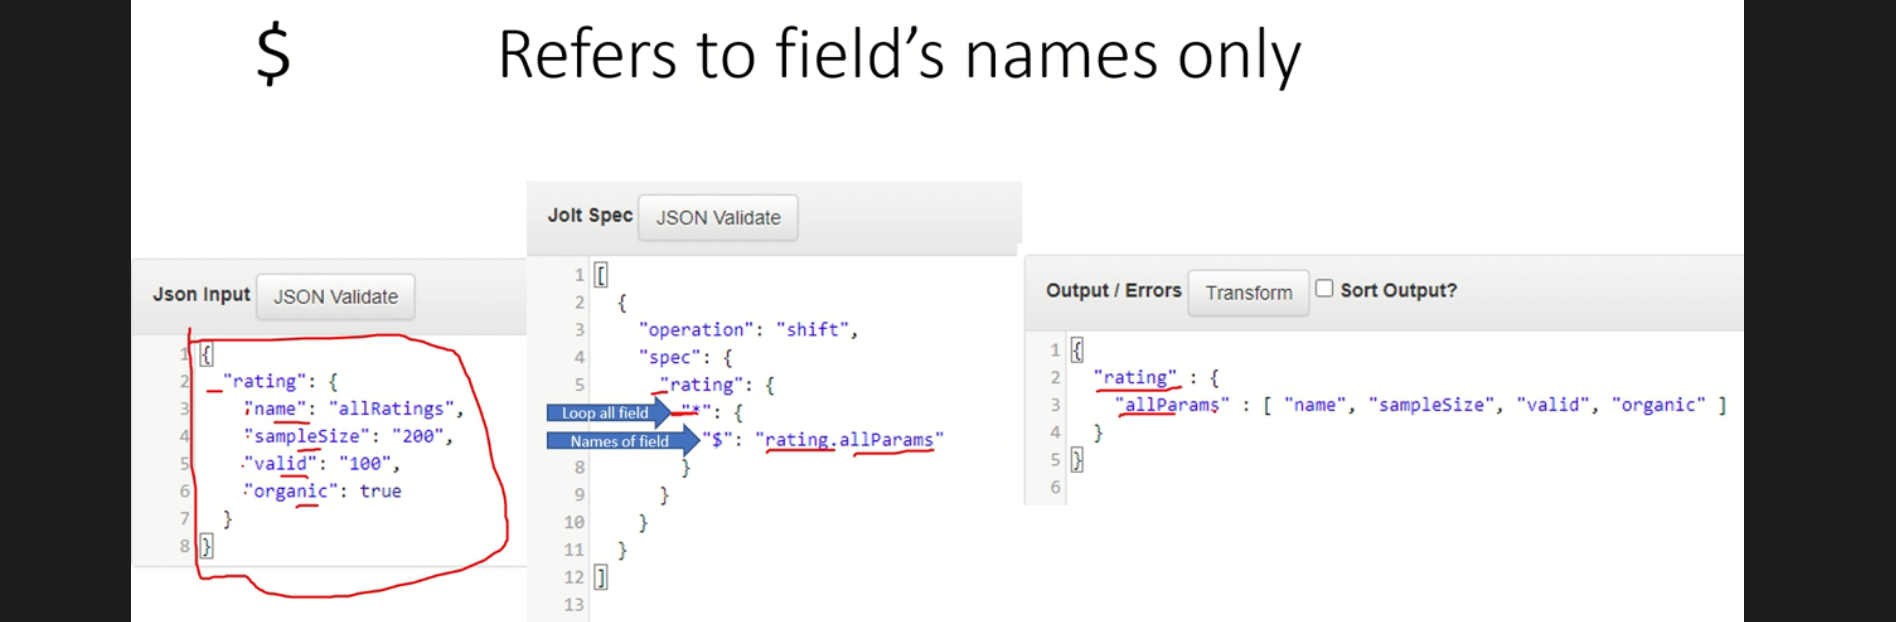 $ Refers to field's names only
Json Input JSON Validate
1 {
2 "rating": {
3 "name": "allRatings",
4 "sampleSize": "200",
5 "valid": "100",
6 "organic": true
7 }
8 }
Jolt Spec JSON Validate
1 [
2 {
3 "operation": "shift",
4 "spec": {
5 "rating": {
Loop all field "*": {
Names of field "$": "rating.allParams"
8 }
9 }
10 }
11 }
12 ]
13
Output / Errors Transform Sort Output?
1 {
2 "rating" : {
3 "allParams" : [ "name", "sampleSize", "valid", "organic" ]
4 }
5 }
6